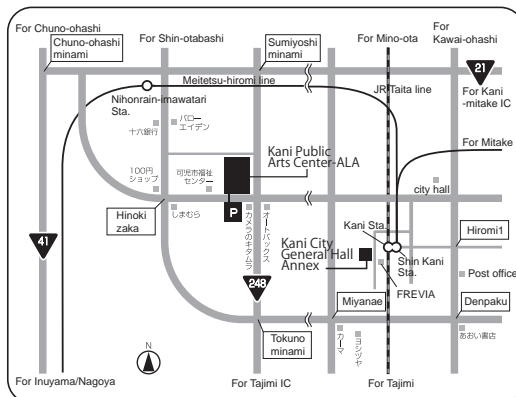 For Chuno-ohashi
For Shin-otabashi
For Mino-ota
For
Kawai-ohashi
Chuno-ohashi
minami
Sumiyoshi
minami
21
Meitetsu-hiromi line
JR Taita line
For Kani
-mitake IC
Nihonrain-imawatari
Sta.
十六銀行
バロー
エイデン
For Mitake
Kani Public
Arts Center-ALA
100円
ショップ
可児市福祉
センター
city hall
P
Hinoki
zaka
しまむら
カメラのキタムラ
オートバックス
Kani Sta.
Hiromi1
41
Kani City
General Hall
Annex
Shin Kani
Sta.
Post office
248
FREVIA
Miyanae
Denpaku
Tokuno
minami
カーマ
ヨシヅヤ
あおい書店
N
For Inuyama/Nagoya
For Tajimi IC
For Tajimi